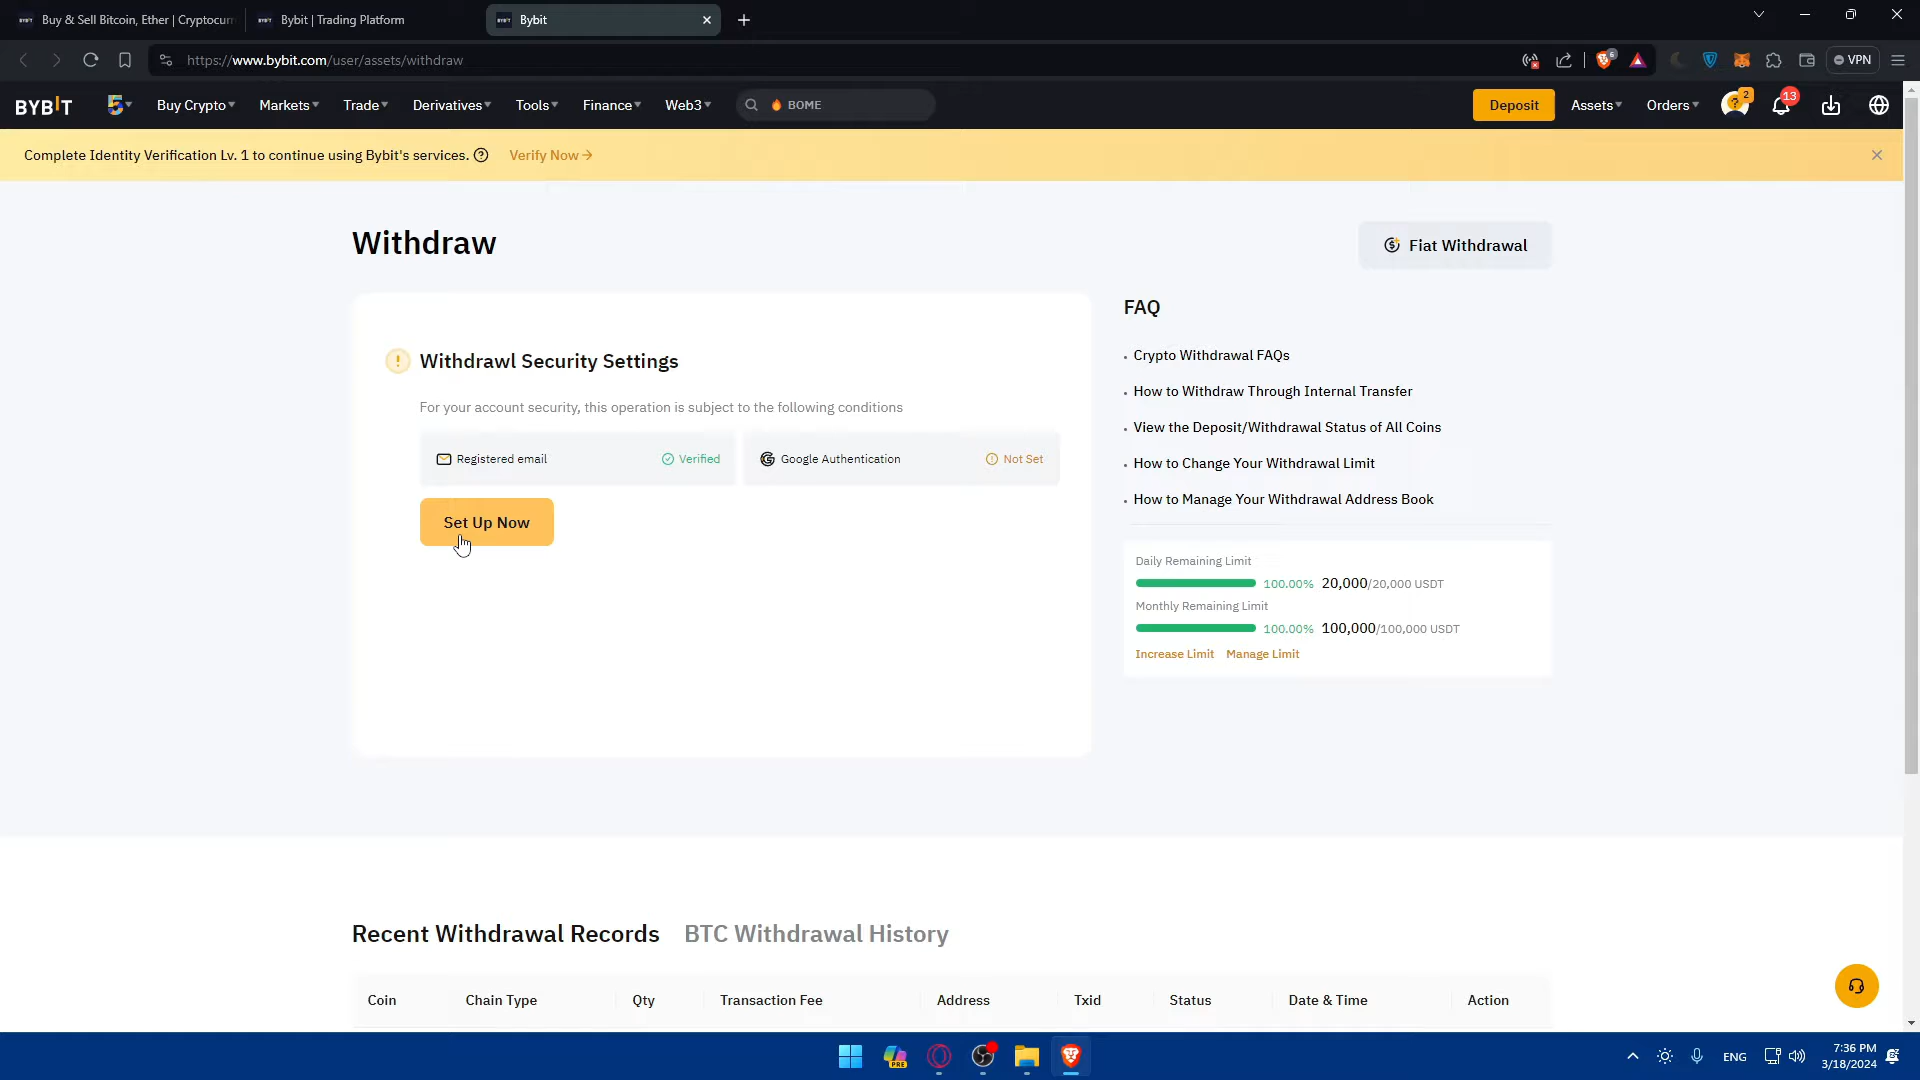 Buy & Sell Bitcoin, Ether | Cryptocurr
Bybit | Trading Platform
Bybit
https://www.bybit.com/user/assets/withdraw
6
VPN
BYBIT
Buy Crypto
Markets
Trade
Derivatives
Tools
Finance
Web3
BOME
Deposit
Assets
Orders
2
13
Complete Identity Verification Lv. 1 to continue using Bybit's services.
Verify Now
Withdraw
Fiat Withdrawal
Withdrawl Security Settings
For your account security, this operation is subject to the following conditions
Registered email
Verified
Google Authentication
Not Set
Set Up Now
FAQ
Crypto Withdrawal FAQs
How to Withdraw Through Internal Transfer
View the Deposit/Withdrawal Status of All Coins
How to Change Your Withdrawal Limit
How to Manage Your Withdrawal Address Book
Daily Remaining Limit
100.00% 20,000/20,000 USDT
Monthly Remaining Limit
100.00% 100,000/100,000 USDT
Increase Limit Manage Limit
Recent Withdrawal Records
BTC Withdrawal History
Coin
Chain Type
Qty
Transaction Fee
Address
Txid
Status
Date & Time
Action
PRE
ENG
7:36 PM
3/18/2024